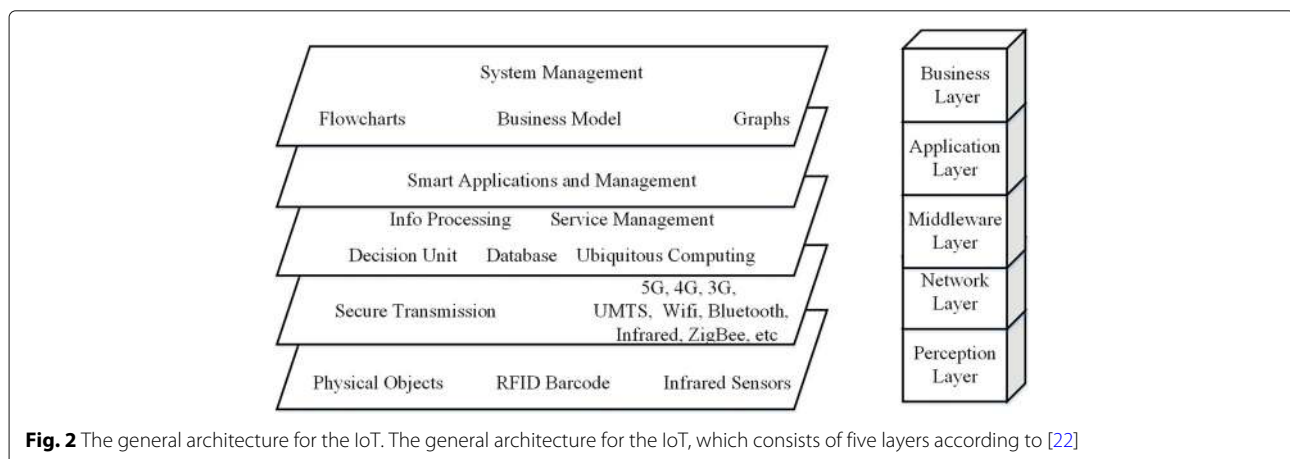 System Management
Flowcharts Business Model Graphs
Smart Applications and Management
Info Processing Service Management
Decision Unit Database Ubiquitous Computing
5G, 4G, 3G,
Secure Transmission UMTS, Wifi, Bluetooth,
Infrared, ZigBee, etc
Physical Objects RFID Barcode Infrared Sensors
Business
Layer
Application
Layer
Middleware
Layer
Network
Layer
Perception
Layer
Fig. 2 The general architecture for the IoT. The general architecture for the IoT, which consists of five layers according to [22]